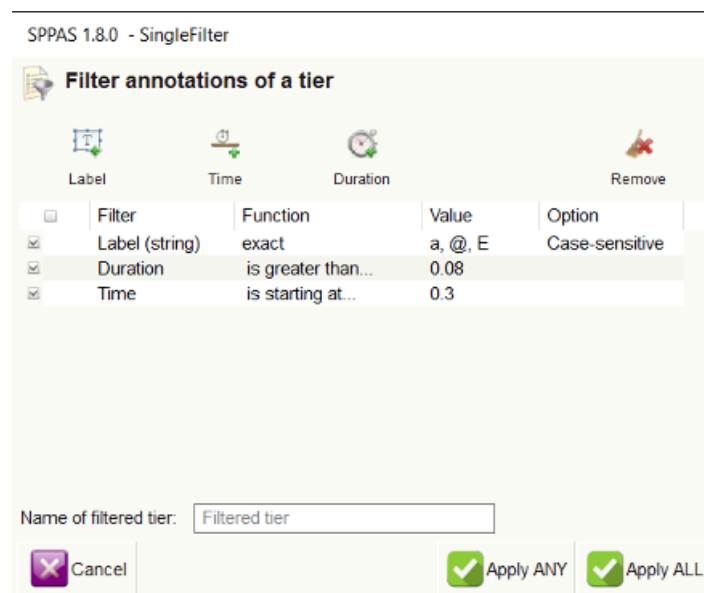 SPPAS 1.8.0 - SingleFilter
Filter annotations of a tier
Label Time Duration Remove
Filter Function Value Option
Label (string) exact a, @, E Case-sensitive
Duration is greater than... 0.08
Time is starting at... 0.3
Name of filtered tier: Filtered tier
Cancel Apply ANY Apply ALL